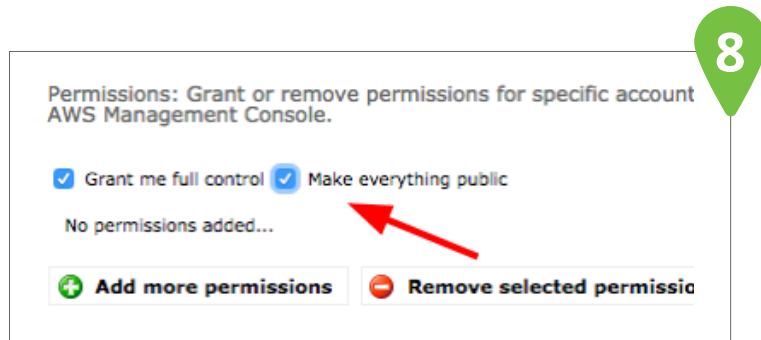 8
Permissions: Grant or remove permissions for specific account
AWS Management Console.
Grant me full control Make everything public
No permissions added...
Add more permissions Remove selected permissio